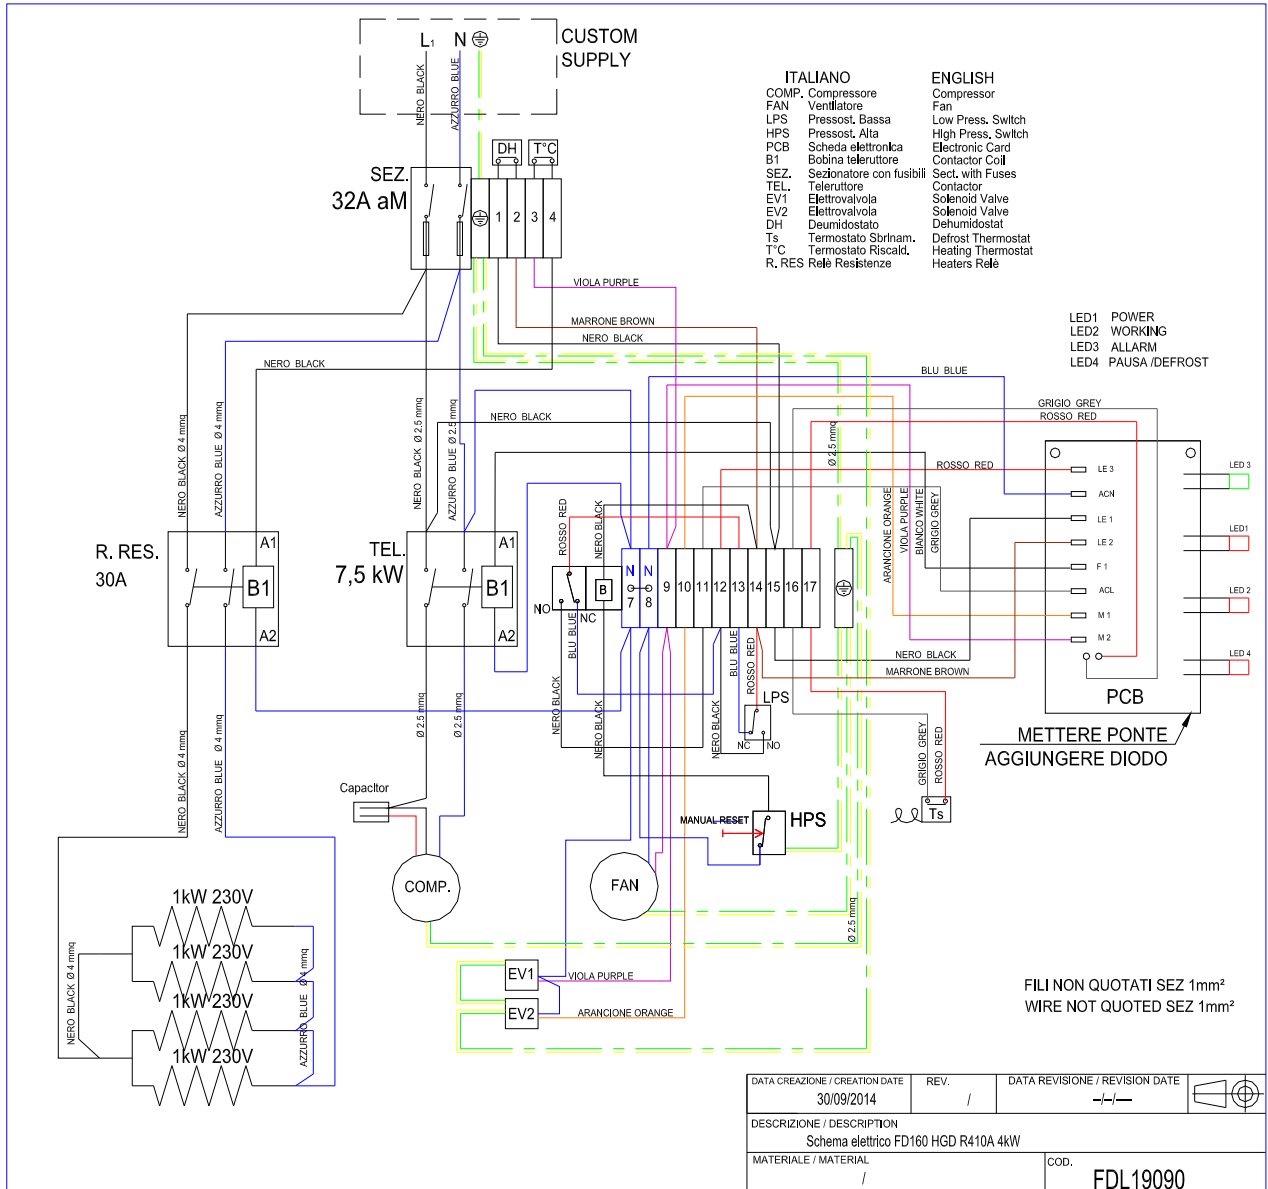 L1 N
CUSTOM
SUPPLY
NERO BLACK
AZZURRO BLUE
ITALIANO ENGLISH
COMP. Compressore Compressor
FAN Ventilatore Fan
LPS Pressost. Bassa Low Press. Switch
HPS Pressost. Alta High Press. Switch
PCB Scheda elettronica Electronic Card
B1 Bobina teleruttore Contactor Coil
SEZ. Sezionatore con fusibili Sect. with Fuses
TEL. Teleruttore Contactor
EV1 Elettrovalvola Solenoid Valve
EV2 Elettrovalvola Solenoid Valve
DH Deumidostato Dehumidostat
Ts Termostato Sbrinam. Defrost Thermostat
T°C Termostato Riscald. Heating Thermostat
R. RES Relè Resistenze Heaters Relè
DH T°C
SEZ.
32A aM
1 2 3 4
VIOLA PURPLE
MARRONE BROWN
NERO BLACK
LED1 POWER
LED2 WORKING
LED3 ALLARM
LED4 PAUSA /DEFROST
NERO BLACK
BLU BLUE
GRIGIO GREY
ROSSO RED
NERO BLACK
NERO BLACK Ø 4 mmq
AZZURRO BLUE Ø 4 mmq
NERO BLACK Ø 2.5 mmq
AZZURRO BLUE Ø 2.5 mmq
Ø 2.5 mmq
ROSSO RED
LED 3
LE 3
ACN
LE 1
LE 2
F 1
ACL
M 1
M 2
LED1
LED 2
LED 4
PCB
ARANCIONE ORANGE
VIOLA PURPLE
BIANCO WHITE
GRIGIO GREY
R. RES.
30A
A1
B1
A2
TEL.
7,5 kW
A1
B1
A2
ROSSO RED
NERO BLACK
NO
NC
B
BLU BLUE
N N
7 8 9 10 11 12 13 14 15 16 17
NERO BLACK
MARRONE BROWN
NERO BLACK
NERO BLACK
NERO BLACK
BLU BLUE
ROSSO RED
LPS
NC NO
Ø 2.5 mmq
Ø 2.5 mmq
METTERE PONTE
AGGIUNGERE DIODO
GRIGIO GREY
ROSSO RED
Ts
NERO BLACK Ø 4 mmq
AZZURRO BLUE Ø 4 mmq
Capacitor
MANUAL RESET
HPS
COMP.
FAN
1kW 230V
1kW 230V
1kW 230V
1kW 230V
NERO BLACK Ø 4 mmq
AZZURRO BLUE Ø 4 mmq
Ø 2.5 mmq
EV1
VIOLA PURPLE
EV2
ARANCIONE ORANGE
FILI NON QUOTATI SEZ 1mm²
WIRE NOT QUOTED SEZ 1mm²
DATA CREAZIONE / CREATION DATE REV. DATA REVISIONE / REVISION DATE
30/09/2014 / –/–/—
DESCRIZIONE / DESCRIPTION
Schema elettrico FD160 HGD R410A 4kW
MATERIALE / MATERIAL COD.
/ FDL19090